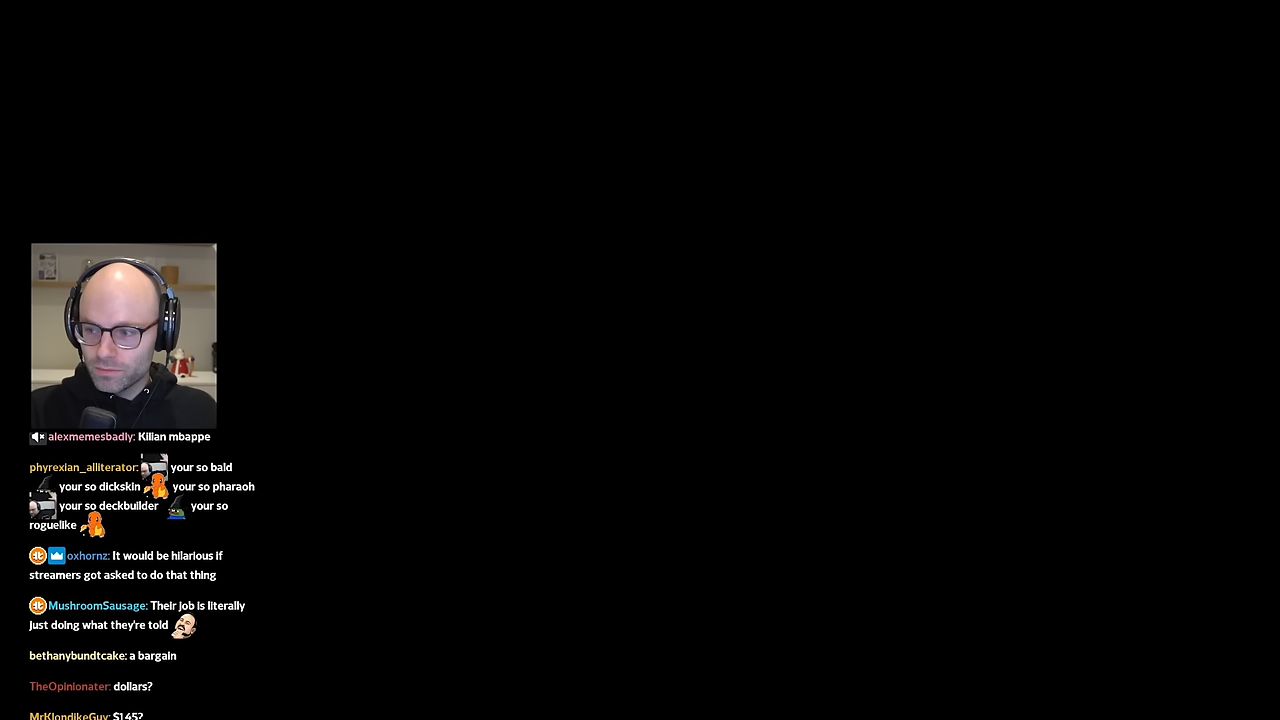 alexmemesbadly: Kilian mbappe
phyrexian_alliterator: your so bald
your so dickskin your so pharaoh
your so deckbuilder your so
roguelike
oxhornz: It would be hilarious if
streamers got asked to do that thing
MushroomSausage: Their job is literally
just doing what they're told
bethanybundtcake: a bargain
TheOpinionater: dollars?
MrKlondikeGuy: $145?